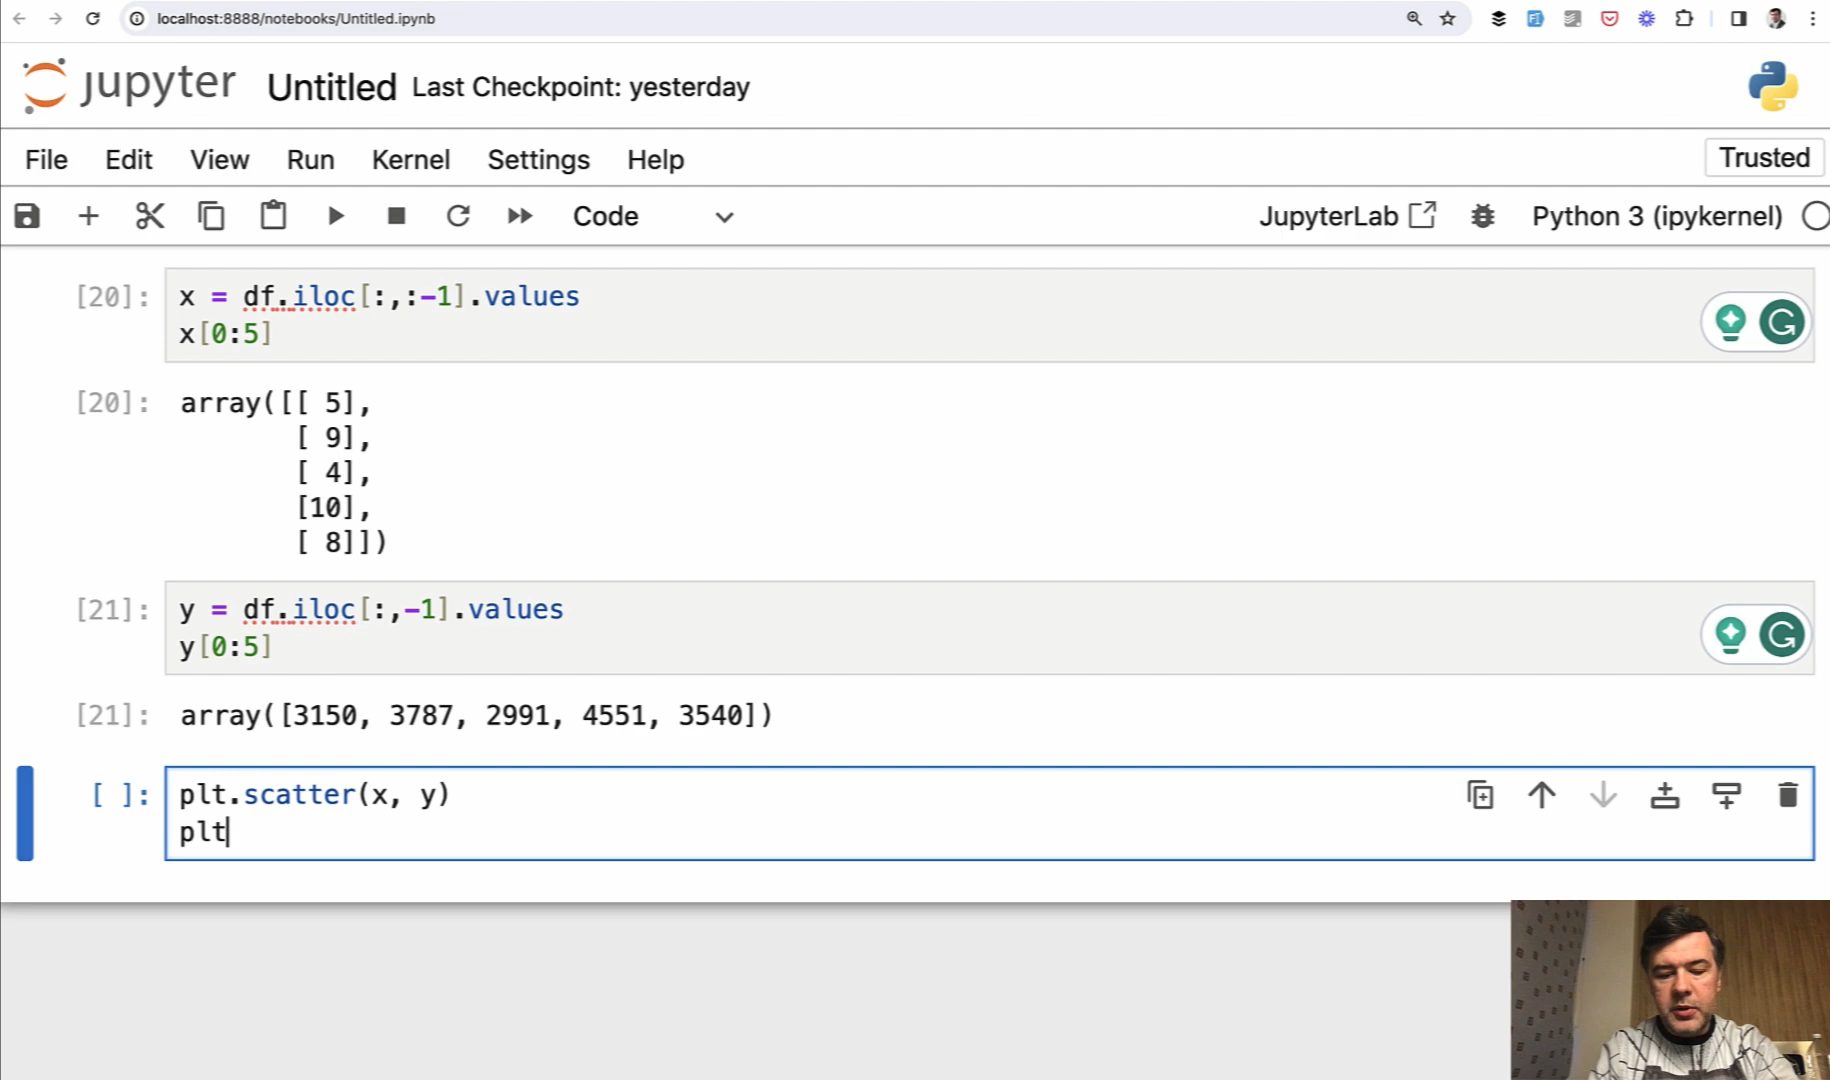 localhost:8888/notebooks/Untitled.ipynb
jupyter Untitled Last Checkpoint: yesterday
File Edit View Run Kernel Settings Help Trusted
Code JupyterLab Python 3 (ipykernel)
[20]: x = df.iloc[:,:-1].values
x[0:5]
[20]: array([[ 5],
[ 9],
[ 4],
[10],
[ 8]])
[21]: y = df.iloc[:,-1].values
y[0:5]
[21]: array([3150, 3787, 2991, 4551, 3540])
[ ]: plt.scatter(x, y)
plt